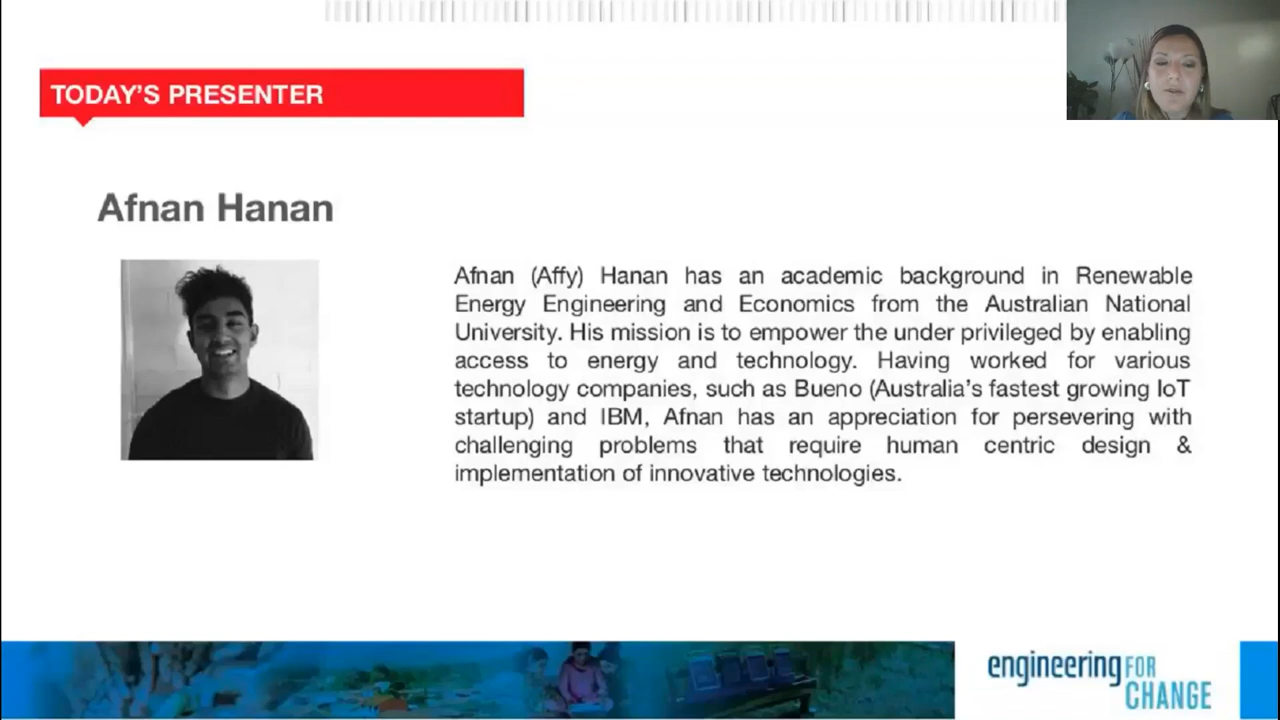 TODAY'S PRESENTER
Afnan Hanan
Afnan (Affy) Hanan has an academic background in Renewable
Energy Engineering and Economics from the Australian National
University. His mission is to empower the under privileged by enabling
access to energy and technology. Having worked for various
technology companies, such as Bueno (Australia's fastest growing IoT
startup) and IBM, Afnan has an appreciation for persevering with
challenging problems that require human centric design &
implementation of innovative technologies.
engineering FOR
CHANGE